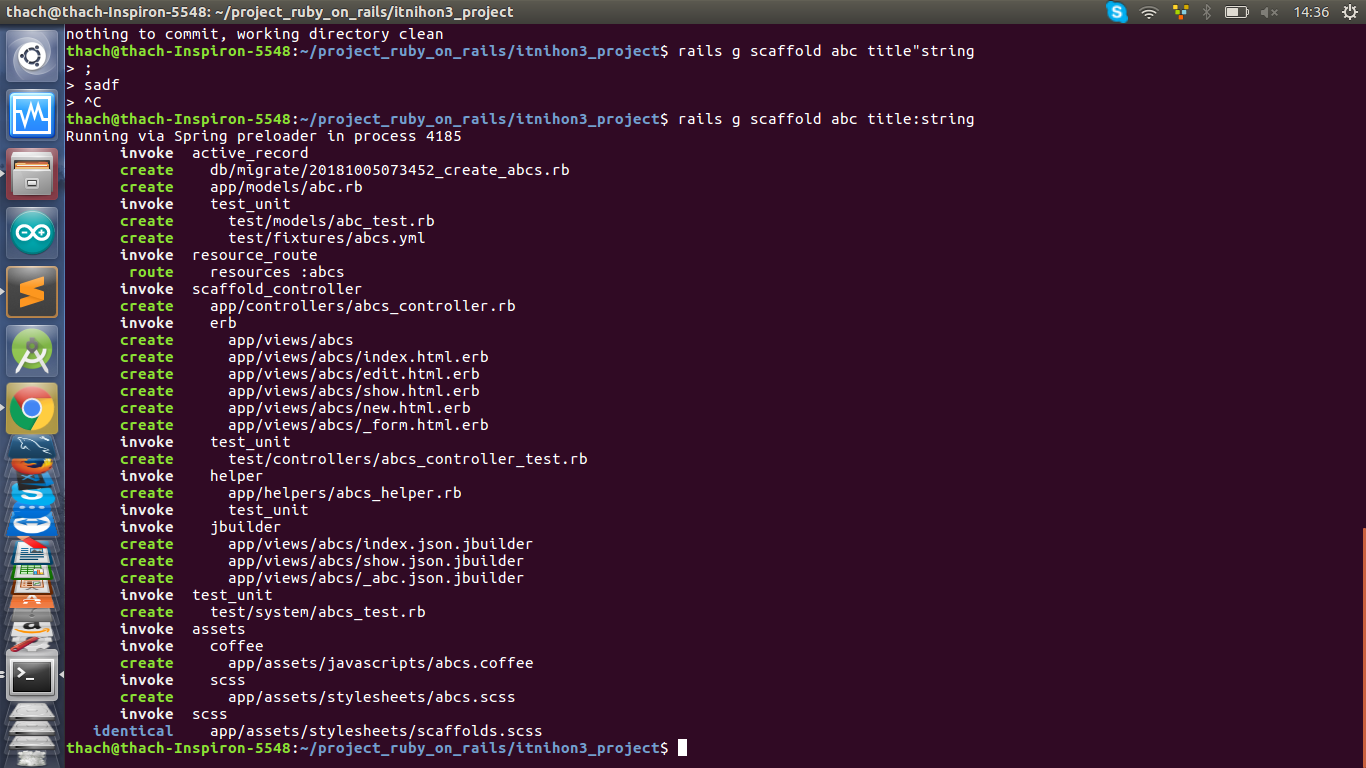 thach@thach-Inspiron-5548: ~/project_ruby_on_rails/itnihon3_project 14:36
nothing to commit, working directory clean
thach@thach-Inspiron-5548:~/project_ruby_on_rails/itnihon3_project$ rails g scaffold abc title"string
> ;
> sadf
> ^C
thach@thach-Inspiron-5548:~/project_ruby_on_rails/itnihon3_project$ rails g scaffold abc title:string
Running via Spring preloader in process 4185
invoke active_record
create db/migrate/20181005073452_create_abcs.rb
create app/models/abc.rb
invoke test_unit
create test/models/abc_test.rb
create test/fixtures/abcs.yml
invoke resource_route
route resources :abcs
invoke scaffold_controller
create app/controllers/abcs_controller.rb
invoke erb
create app/views/abcs
create app/views/abcs/index.html.erb
create app/views/abcs/edit.html.erb
create app/views/abcs/show.html.erb
create app/views/abcs/new.html.erb
create app/views/abcs/_form.html.erb
invoke test_unit
create test/controllers/abcs_controller_test.rb
invoke helper
create app/helpers/abcs_helper.rb
invoke test_unit
invoke jbuilder
create app/views/abcs/index.json.jbuilder
create app/views/abcs/show.json.jbuilder
create app/views/abcs/_abc.json.jbuilder
invoke test_unit
create test/system/abcs_test.rb
invoke assets
invoke coffee
create app/assets/javascripts/abcs.coffee
invoke scss
create app/assets/stylesheets/abcs.scss
invoke scss
identical app/assets/stylesheets/scaffolds.scss
thach@thach-Inspiron-5548:~/project_ruby_on_rails/itnihon3_project$